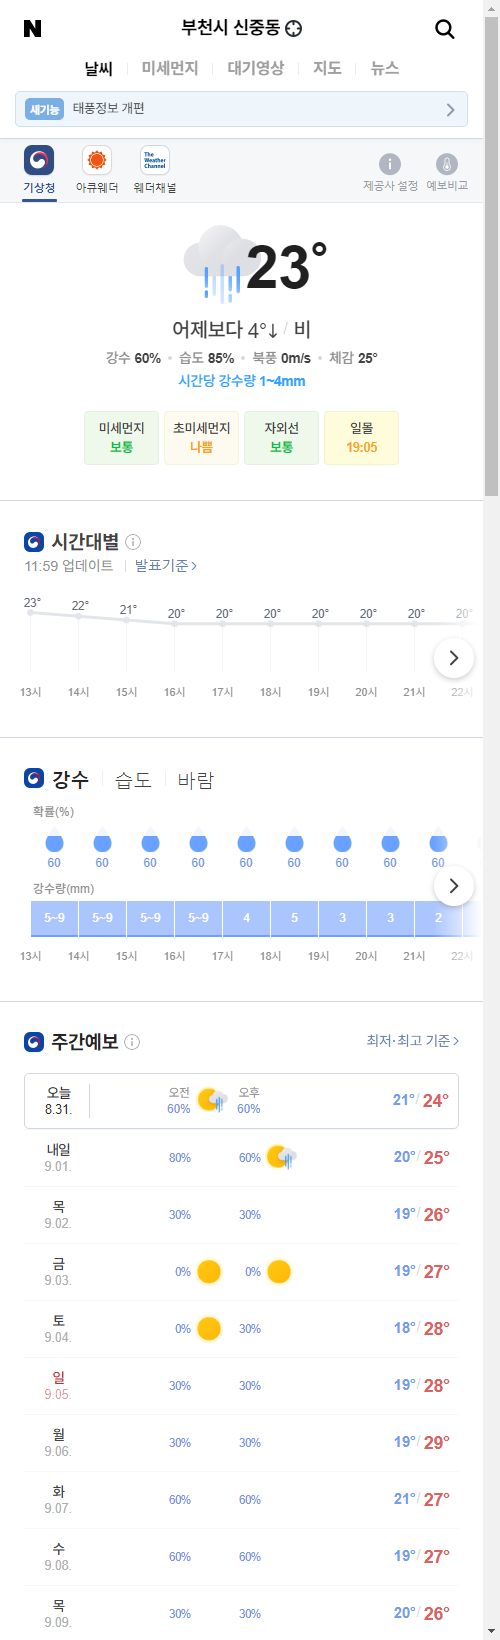 N
부천시 신중동
날씨 미세먼지 대기영상 지도 뉴스
새기능 태풍정보 개편
The Weather Channel
기상청 아큐웨더 웨더채널 제공사 설정 예보비교
23°
어제보다 4°↓ / 비
강수 60% • 습도 85% • 북풍 0m/s • 체감 25°
시간당 강수량 1~4mm
미세먼지 초미세먼지 자외선 일몰
보통 나쁨 보통 19:05
시간대별
11:59 업데이트 발표기준
23° 22° 21° 20° 20° 20° 20° 20° 20° 20°
13시 14시 15시 16시 17시 18시 19시 20시 21시 22시
강수 습도 바람
확률(%)
60 60 60 60 60 60 60 60 60
강수량(mm)
5~9 5~9 5~9 5~9 4 5 3 3 2
13시 14시 15시 16시 17시 18시 19시 20시 21시 22시
주간예보 최저·최고 기준
오늘 오전 오후
8.31. 60% 60% 21°/ 24°
내일
9.01. 80% 60% 20°/ 25°
목
9.02. 30% 30% 19°/ 26°
금
9.03. 0% 0% 19°/ 27°
토
9.04. 0% 30% 18°/ 28°
일
9.05. 30% 30% 19°/ 28°
월
9.06. 30% 30% 19°/ 29°
화
9.07. 60% 60% 21°/ 27°
수
9.08. 60% 60% 19°/ 27°
목
9.09. 30% 30% 20°/ 26°